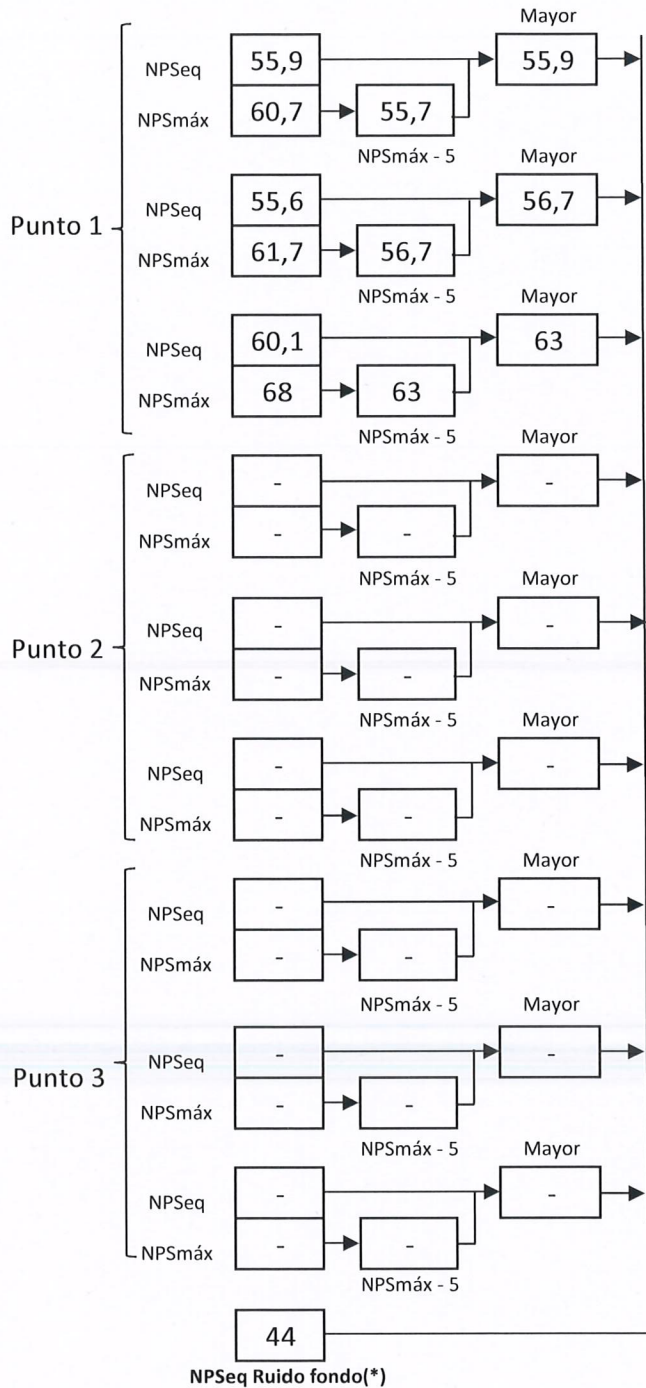 Mayor
NPSeq 55,9 55,9
NPSmáx 60,7 55,7
NPSmáx - 5 Mayor
NPSeq 55,6 56,7
Punto 1
NPSmáx 61,7 56,7
NPSmáx - 5 Mayor
NPSeq 60,1 63
NPSmáx 68 63
NPSmáx - 5 Mayor
NPSeq - -
NPSmáx - -
NPSmáx - 5 Mayor
NPSeq - -
Punto 2
NPSmáx - -
NPSmáx - 5 Mayor
NPSeq - -
NPSmáx - -
NPSmáx - 5 Mayor
NPSeq - -
NPSmáx - -
NPSmáx - 5 Mayor
NPSeq - -
Punto 3
NPSmáx - -
NPSmáx - 5 Mayor
NPSeq - -
NPSmáx - -
NPSmáx - 5
44
NPSeq Ruido fondo(*)